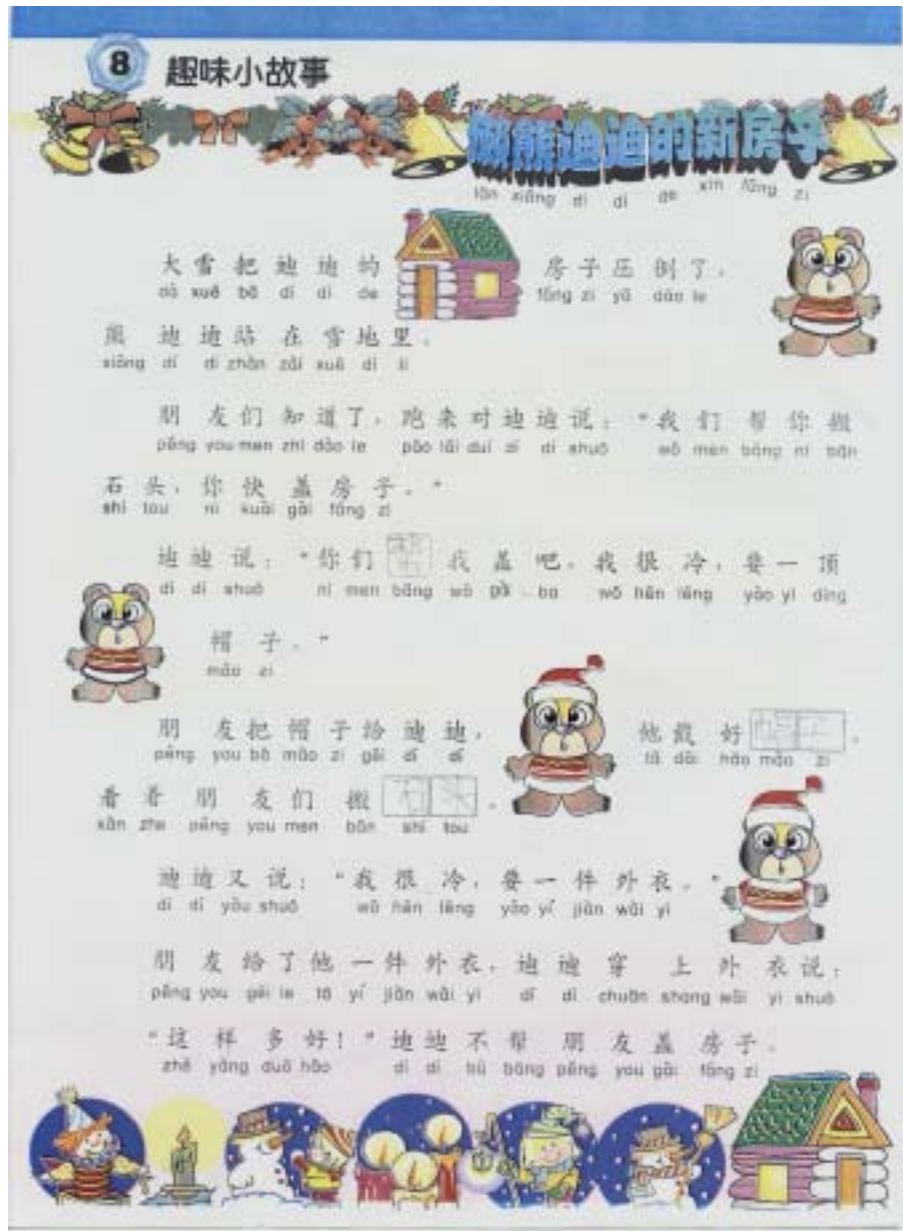 8 趣味小故事
懒熊迪迪的新房子
大雪把迪迪的房子压倒了,
dà xuě bǎ dí dí de fáng zi yā dǎo le
熊迪迪站在雪地里。
xióng dí dí zhàn zài xuě dì li
朋友们知道了,跑来对迪迪说:“我们帮你搬
péng you men zhī dào le pǎo lái duì dí dí shuō wǒ men bāng nǐ bān
石头,你快盖房子。”
shí tou nǐ kuài gài fáng zi
迪迪说:“你们帮我盖吧,我很冷,要一顶
dí dí shuō nǐ men bāng wǒ gài ba wǒ hěn lěng yào yì dǐng
帽子。”
mào zi
朋友把帽子给迪迪,他戴好帽子,
péng you bǎ mào zi gěi dí dí tā dài hǎo mào zi
看着朋友们搬石头。
kàn zhe péng you men bān shí tou
迪迪又说:“我很冷,要一件外衣。”
dí dí yòu shuō wǒ hěn lěng yào yí jiàn wài yī
朋友给了他一件外衣,迪迪穿上外衣说:
péng you gěi le tā yí jiàn wài yī dí dí chuān shang wài yī shuō
“这样多好!”迪迪不帮朋友盖房子。
zhè yàng duō hǎo dí dí bù bāng péng you gài fáng zi